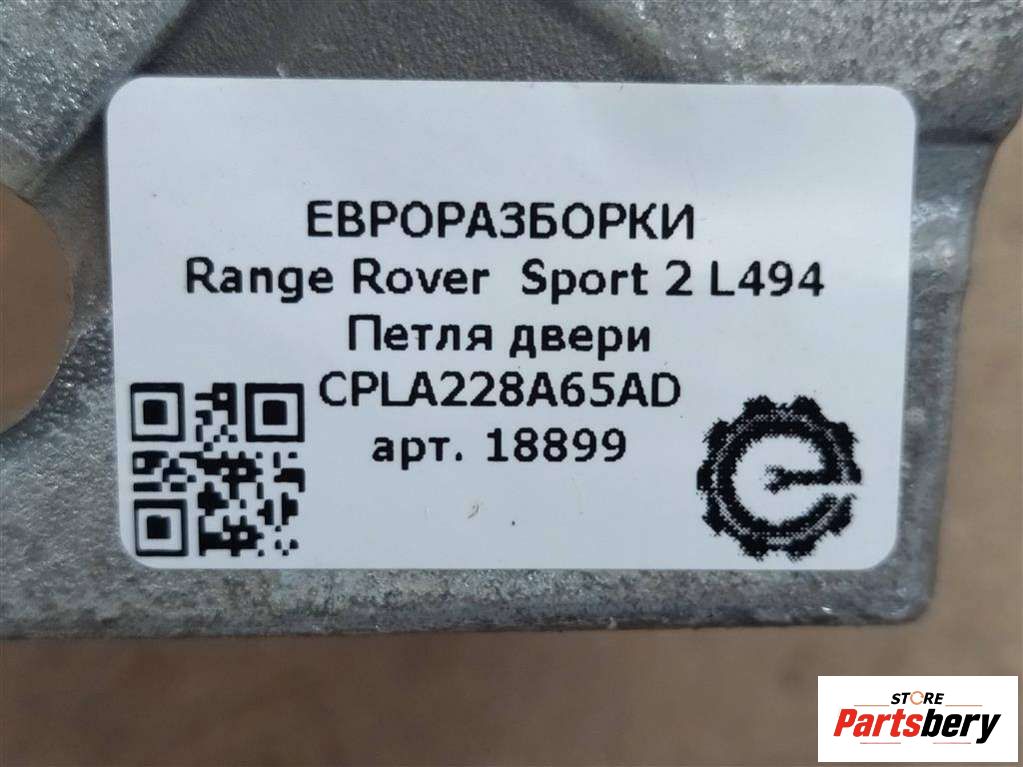 ЕВРОРАЗБОРКИ
Range Rover Sport 2 L494
Петля двери
CPLA228A65AD
арт. 18899
STORE
Partsbery